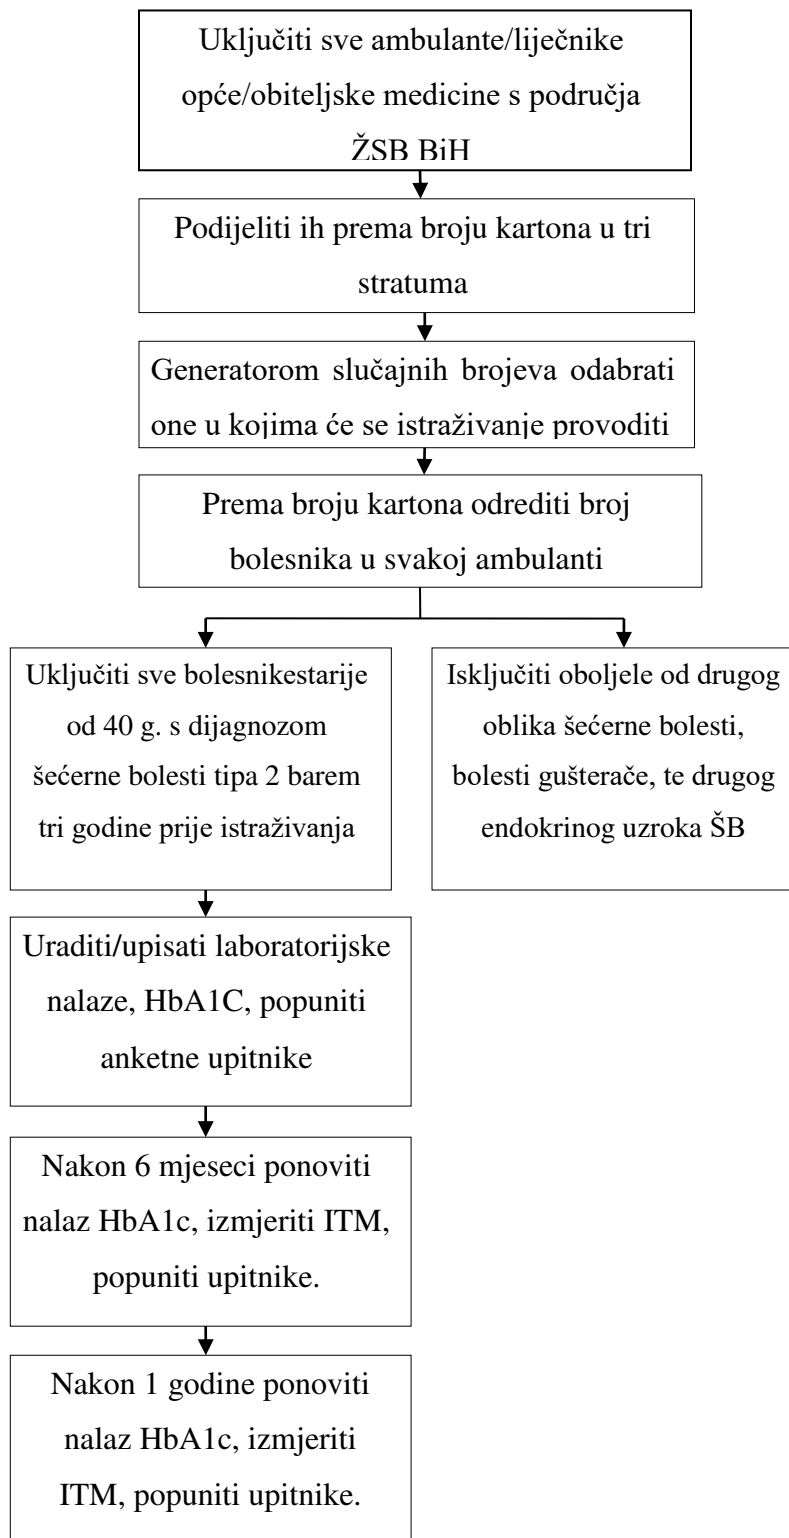 Uključiti sve ambulante/liječnike
opće/obiteljske medicine s područja
ŽSB BiH
Podijeliti ih prema broju kartona u tri
stratuma
Generatorom slučajnih brojeva odabrati
one u kojima će se istraživanje provoditi
Prema broju kartona odrediti broj
bolesnika u svakoj ambulanti
Uključiti sve bolesnikestarije
od 40 g. s dijagnozom
šećerne bolesti tipa 2 barem
tri godine prije istraživanja
Isključiti oboljele od drugog
oblika šećerne bolesti,
bolesti gušterače, te drugog
endokrinog uzroka ŠB
Uraditi/upisati laboratorijske
nalaze, HbA1C, popuniti
anketne upitnike
Nakon 6 mjeseci ponoviti
nalaz HbA1c, izmjeriti ITM,
popuniti upitnike.
Nakon 1 godine ponoviti
nalaz HbA1c, izmjeriti
ITM, popuniti upitnike.